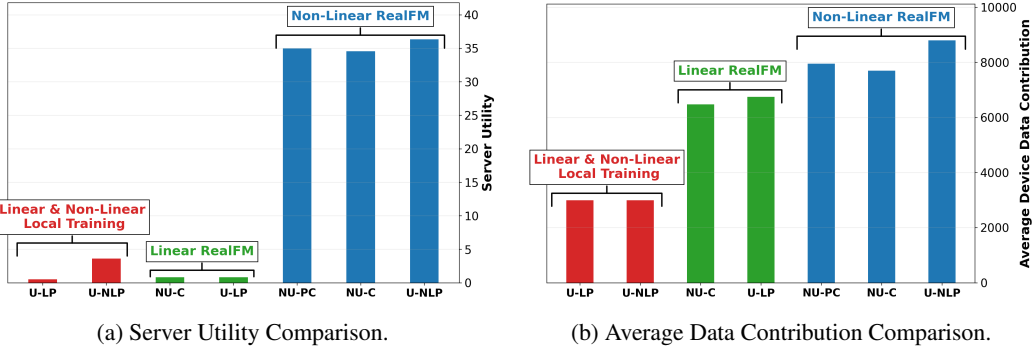 Non-Linear RealFM
Linear & Non-Linear
Local Training
Linear RealFM
40
35
30
25
20
15
10
5
0
Server Utility
U-LP U-NLP NU-C U-LP NU-PC NU-C U-NLP
(a) Server Utility Comparison.
Non-Linear RealFM
Linear RealFM
Linear & Non-Linear
Local Training
10000
8000
6000
4000
2000
0
Average Device Data Contribution
U-LP U-NLP NU-C U-LP NU-PC NU-C U-NLP
(b) Average Data Contribution Comparison.